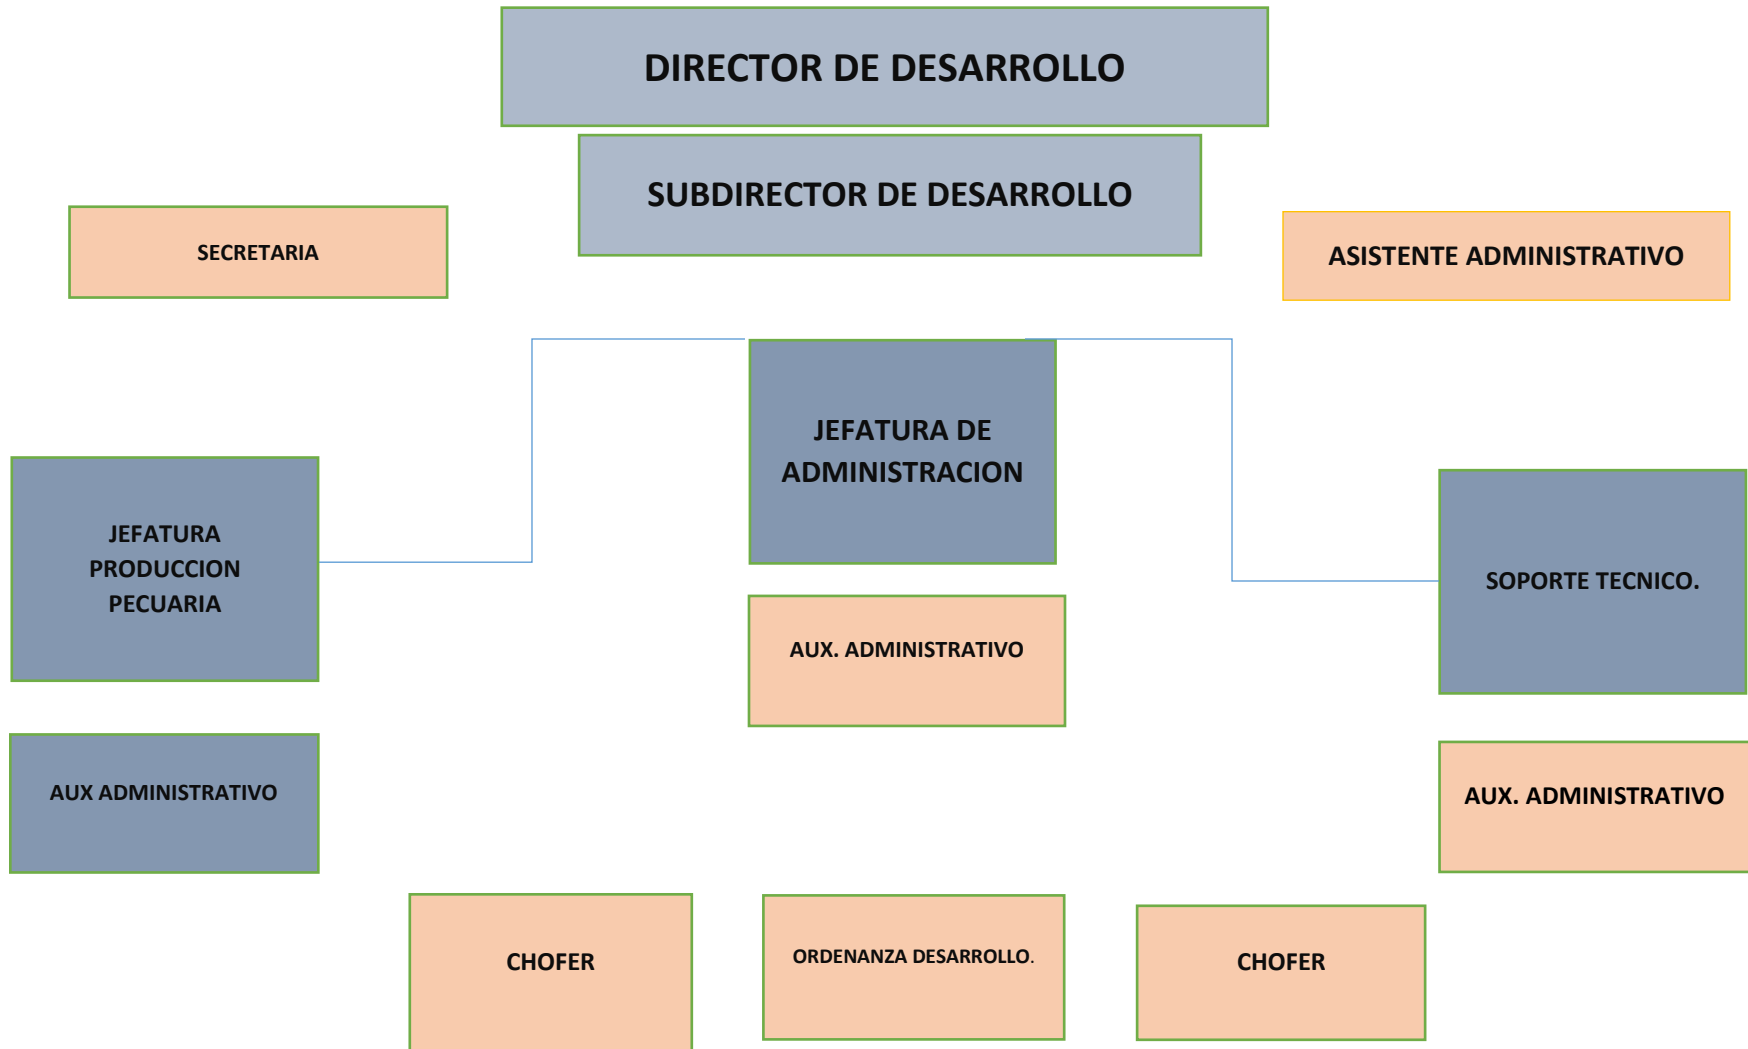 DIRECTOR DE DESARROLLO
SUBDIRECTOR DE DESARROLLO
SECRETARIA
ASISTENTE ADMINISTRATIVO
JEFATURA DE
ADMINISTRACION
JEFATURA
PRODUCCION
PECUARIA
SOPORTE TECNICO.
AUX. ADMINISTRATIVO
AUX ADMINISTRATIVO
AUX. ADMINISTRATIVO
CHOFER
ORDENANZA DESARROLLO.
CHOFER